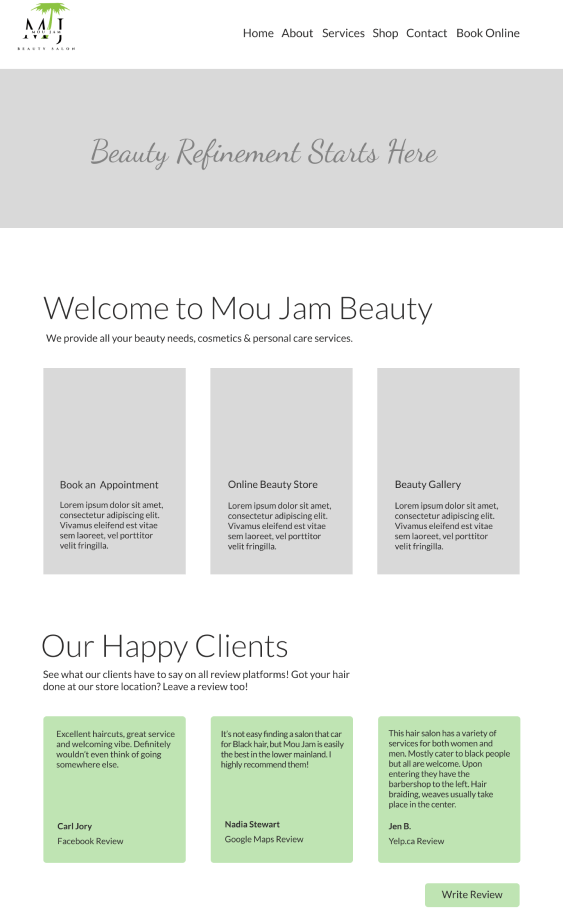 MJ
MOU JAM
BEAUTY SALON
Home About Services Shop Contact Book Online
Beauty Refinement Starts Here
Welcome to Mou Jam Beauty
We provide all your beauty needs, cosmetics & personal care services.
Book an Appointment
Lorem ipsum dolor sit amet,
consectetur adipiscing elit.
Vivamus eleifend est vitae
sem laoreet, vel porttitor
velit fringilla.
Online Beauty Store
Lorem ipsum dolor sit amet,
consectetur adipiscing elit.
Vivamus eleifend est vitae
sem laoreet, vel porttitor
velit fringilla.
Beauty Gallery
Lorem ipsum dolor sit amet,
consectetur adipiscing elit.
Vivamus eleifend est vitae
sem laoreet, vel porttitor
velit fringilla.
Our Happy Clients
See what our clients have to say on all review platforms! Got your hair
done at our store location? Leave a review too!
Excellent haircuts, great service
and welcoming vibe. Definitely
wouldn't even think of going
somewhere else.
Carl Jory
Facebook Review
It's not easy finding a salon that car
for Black hair, but Mou Jam is easily
the best in the lower mainland. I
highly recommend them!
Nadia Stewart
Google Maps Review
This hair salon has a variety of
services for both women and
men. Mostly cater to black people
but all are welcome. Upon
entering they have the
barbershop to the left. Hair
braiding, weaves usually take
place in the center.
Jen B.
Yelp.ca Review
Write Review